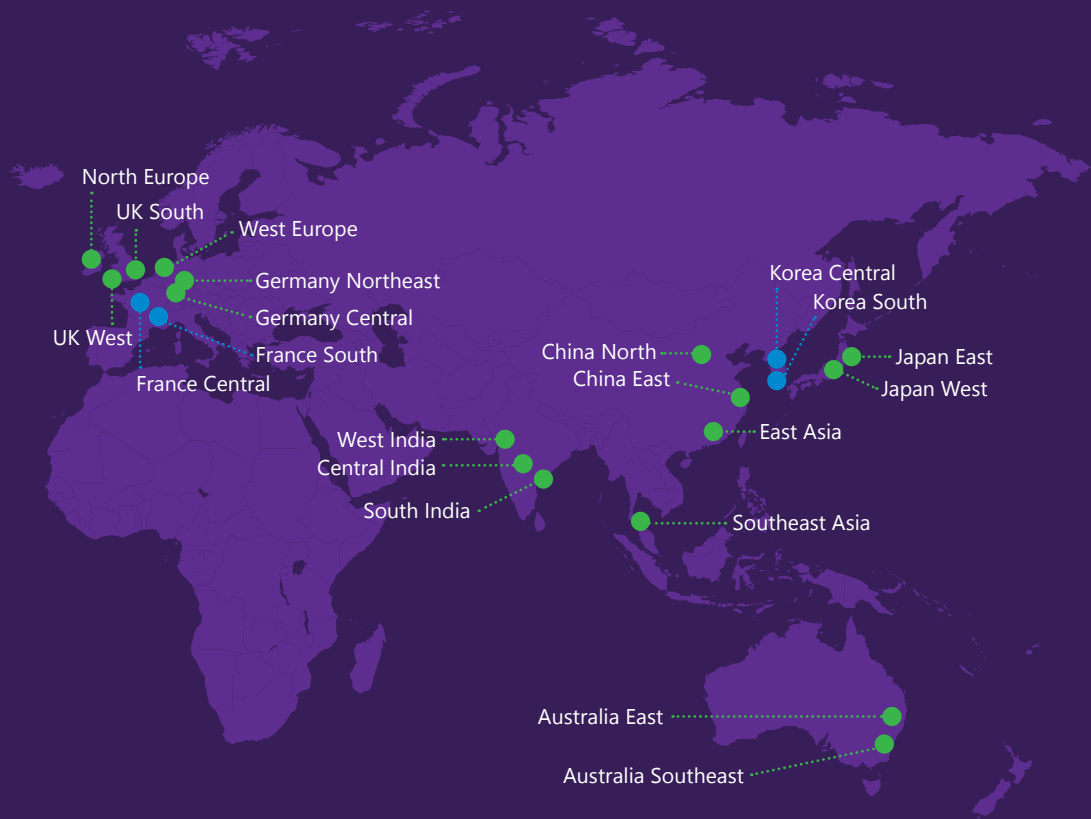 North Europe
UK South
West Europe
Germany Northeast
Germany Central
UK West
France South
France Central
Korea Central
Korea South
China North
China East
Japan East
Japan West
East Asia
West India
Central India
South India
Southeast Asia
Australia East
Australia Southeast